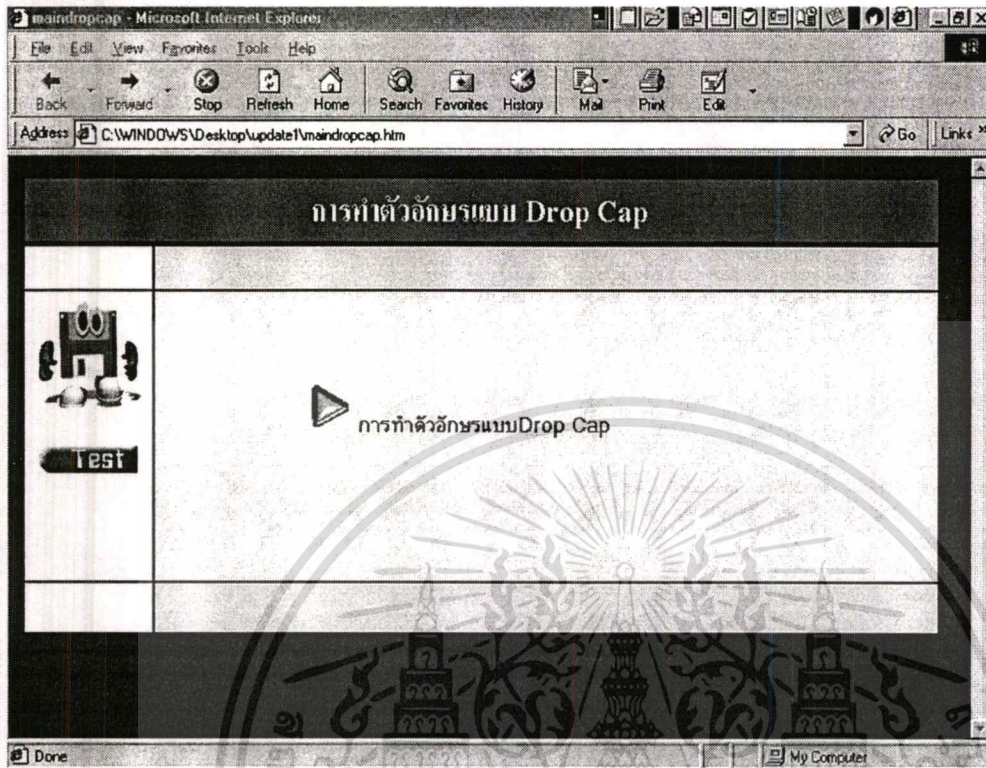 maindropcap - Microsoft Internet Explorer
File Edit View Favorites Tools Help
Back Forward Stop Refresh Home Search Favorites History Mail Print Edit
Address C:\WINDOWS\Desktop\update1\maindropcap.htm Go Links »
การทำตัวอักษรแบบ Drop Cap
การทำตัวอักษรแบบDrop Cap
Test
Done My Computer